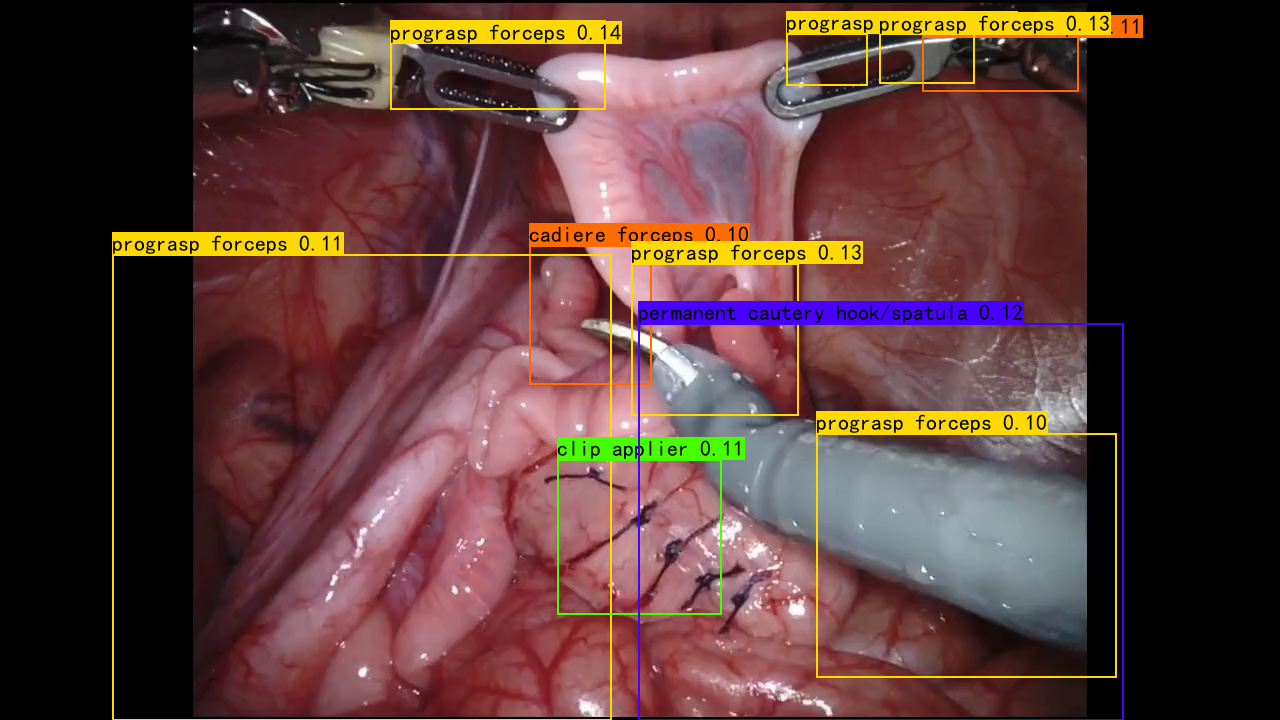 prograsp forceps 0.14
prograsp
prograsp forceps 0.13
.11
cadiere forceps 0.10
prograsp forceps 0.11
prograsp forceps 0.13
permanent cautery hook/spatula 0.12
prograsp forceps 0.10
clip applier 0.11